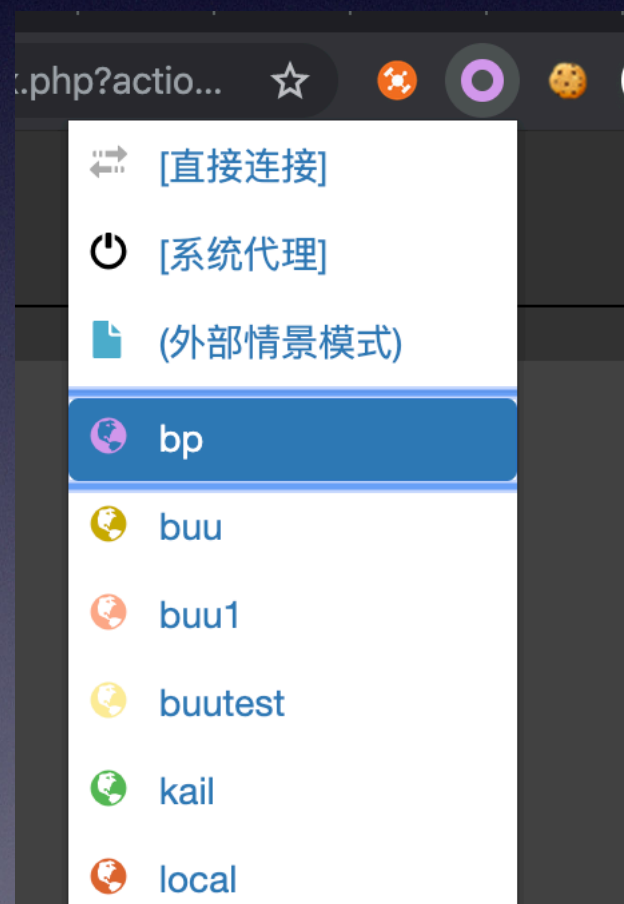 .php?actio...
[直接连接]
[系统代理]
(外部情景模式)
bp
buu
buu1
buutest
kail
local